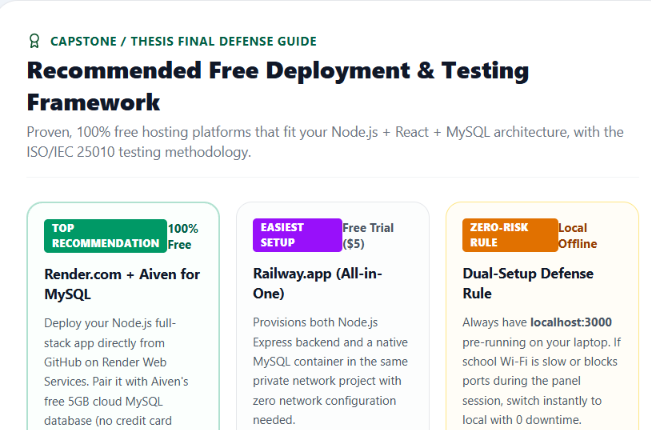 CAPSTONE / THESIS FINAL DEFENSE GUIDE
Recommended Free Deployment & Testing
Framework
Proven, 100% free hosting platforms that fit your Node.js + React + MySQL architecture, with the
ISO/IEC 25010 testing methodology.
TOP
RECOMMENDATION
100%
Free
Render.com + Aiven for
MySQL
Deploy your Node.js full-
stack app directly from
GitHub on Render Web
Services. Pair it with Aiven's
free 5GB cloud MySQL
database (no credit card
EASIEST
SETUP
Free Trial
($5)
Railway.app (All-in-
One)
Provisions both Node.js
Express backend and a native
MySQL container in the same
private network project with
zero network configuration
needed.
ZERO-RISK
RULE
Local
Offline
Dual-Setup Defense
Rule
Always have localhost:3000
pre-running on your laptop. If
school Wi-Fi is slow or blocks
ports during the panel
session, switch instantly to
local with 0 downtime.